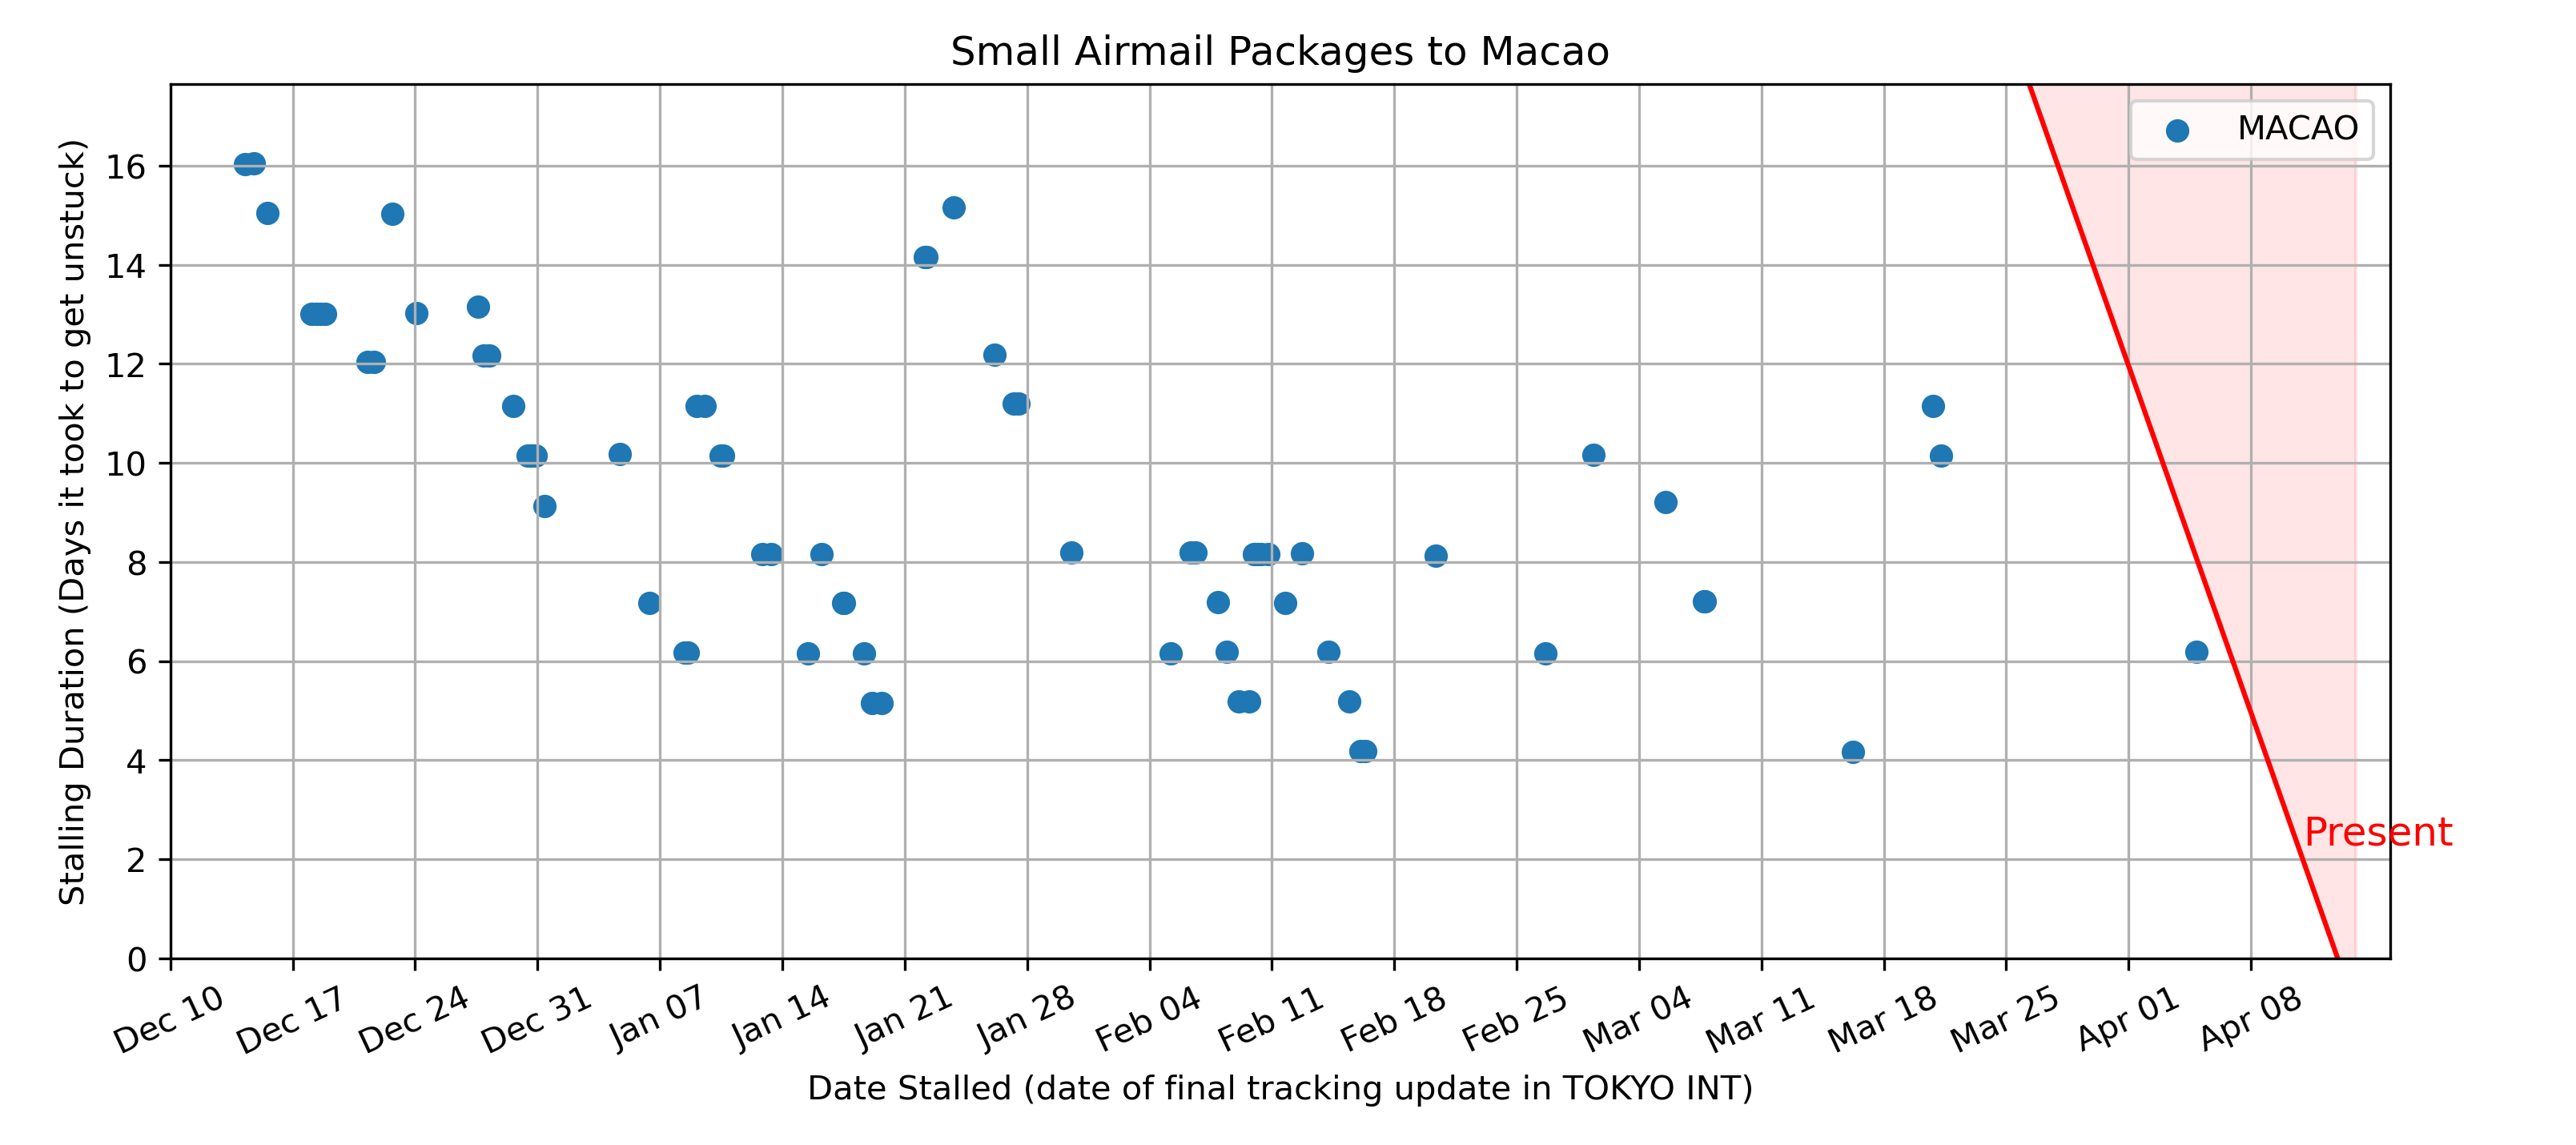 Small Airmail Packages to Macao
MACAO
Stalling Duration (Days it took to get unstuck)
16
14
12
10
8
6
4
2
0
Present
Dec 10 Dec 17 Dec 24 Dec 31 Jan 07 Jan 14 Jan 21 Jan 28 Feb 04 Feb 11 Feb 18 Feb 25 Mar 04 Mar 11 Mar 18 Mar 25 Apr 01 Apr 08
Date Stalled (date of final tracking update in TOKYO INT)